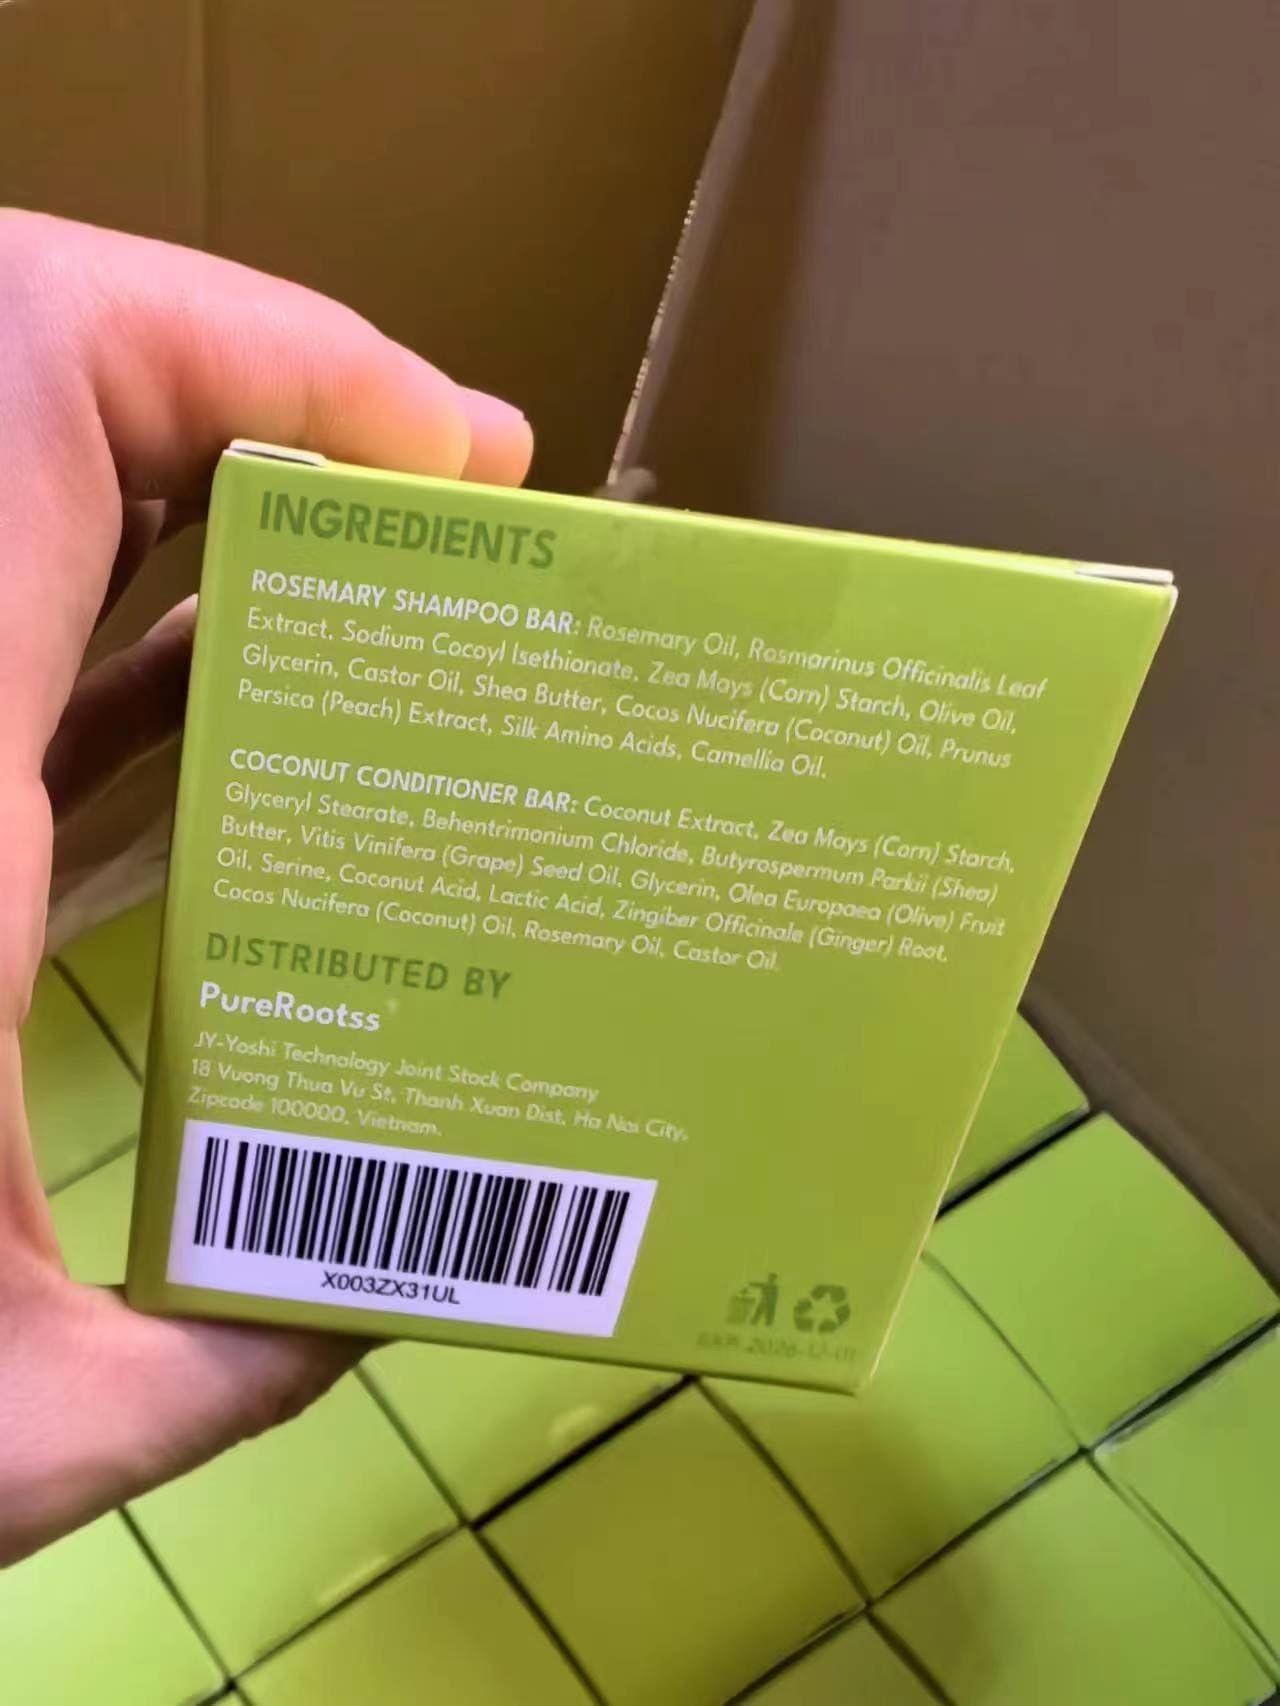 INGREDIENTS
ROSEMARY SHAMPOO BAR: Rosemary Oil, Rosmarinus Officinalis Leaf
Extract, Sodium Cocoyl Isethionate, Zea Mays (Corn) Starch, Olive Oil,
Glycerin, Castor Oil, Shea Butter, Cocos Nucifera (Coconut) Oil, Prunus
Persica (Peach) Extract, Silk Amino Acids, Camellia Oil.
COCONUT CONDITIONER BAR: Coconut Extract, Zea Mays (Corn) Starch,
Glyceryl Stearate, Behentrimonium Chloride, Butyrospermum Parkii (Shea)
Butter, Vitis Vinifera (Grape) Seed Oil, Glycerin, Olea Europaea (Olive) Fruit
Oil, Serine, Coconut Acid, Lactic Acid, Zingiber Officinale (Ginger) Root,
Cocos Nucifera (Coconut) Oil, Rosemary Oil, Castor Oil.
DISTRIBUTED BY
PureRootss
JY-Yoshi Technology Joint Stock Company
18 Vuong Thua Vu St, Thanh Xuan Dist, Ha Noi City,
Zipcode 100000, Vietnam.
X003ZX31UL
EXP: 2026-12-01